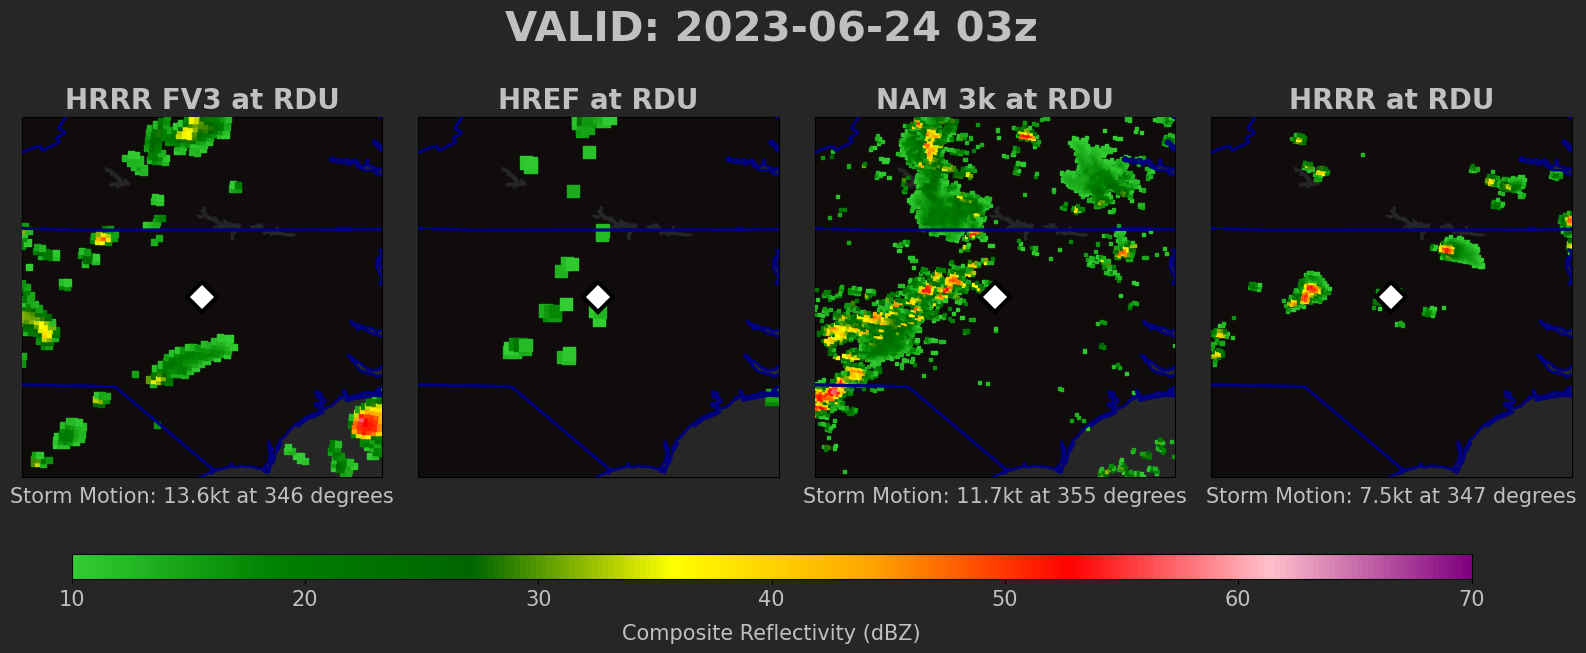 VALID: 2023-06-24 03z
HRRR FV3 at RDU
HREF at RDU
NAM 3k at RDU
HRRR at RDU
Storm Motion: 13.6kt at 346 degrees
Storm Motion: 11.7kt at 355 degrees
Storm Motion: 7.5kt at 347 degrees
10 20 30 40 50 60 70
Composite Reflectivity (dBZ)